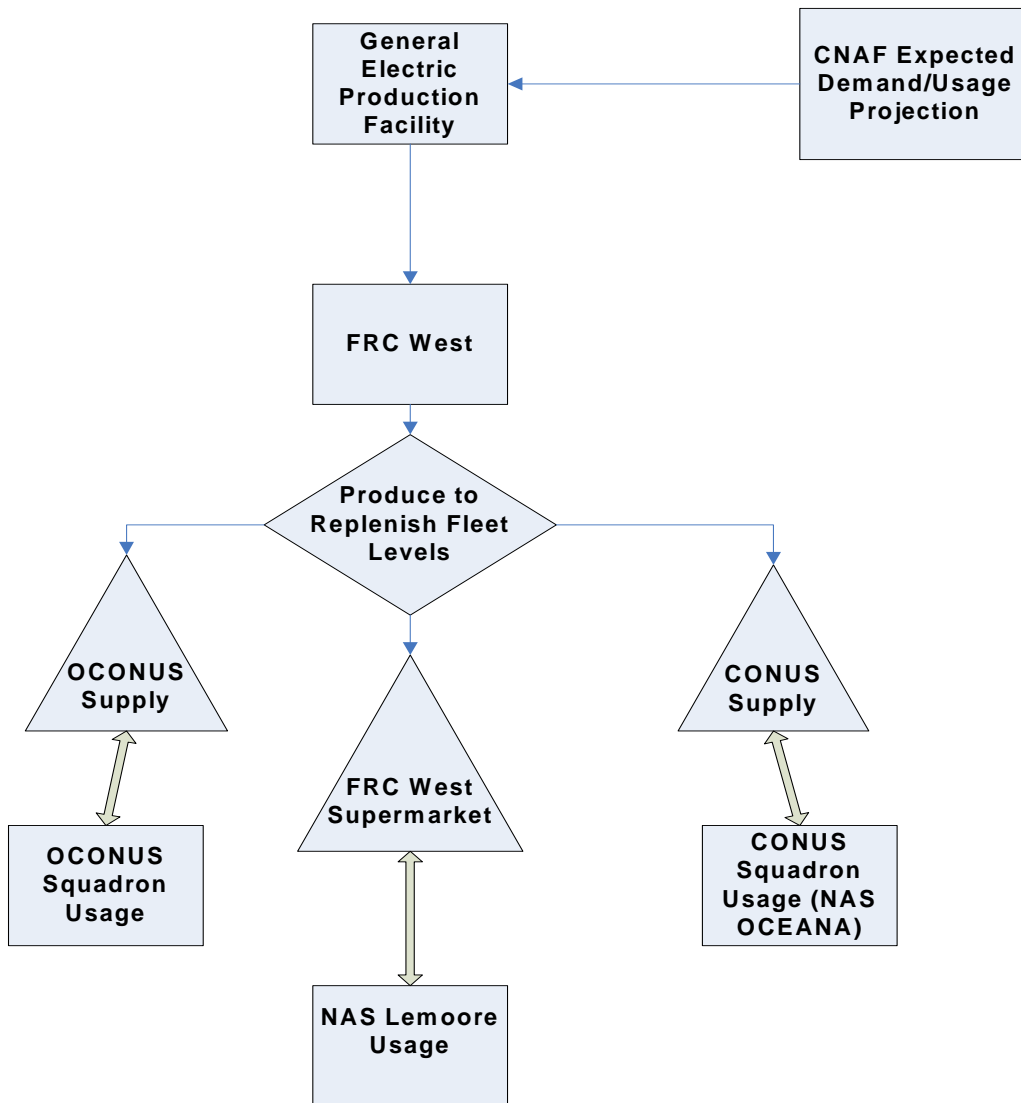 General
Electric
Production
Facility
CNAF Expected
Demand/Usage
Projection
FRC West
Produce to
Replenish Fleet
Levels
OCONUS
Supply
FRC West
Supermarket
CONUS
Supply
OCONUS
Squadron
Usage
NAS Lemoore
Usage
CONUS
Squadron
Usage (NAS
OCEANA)